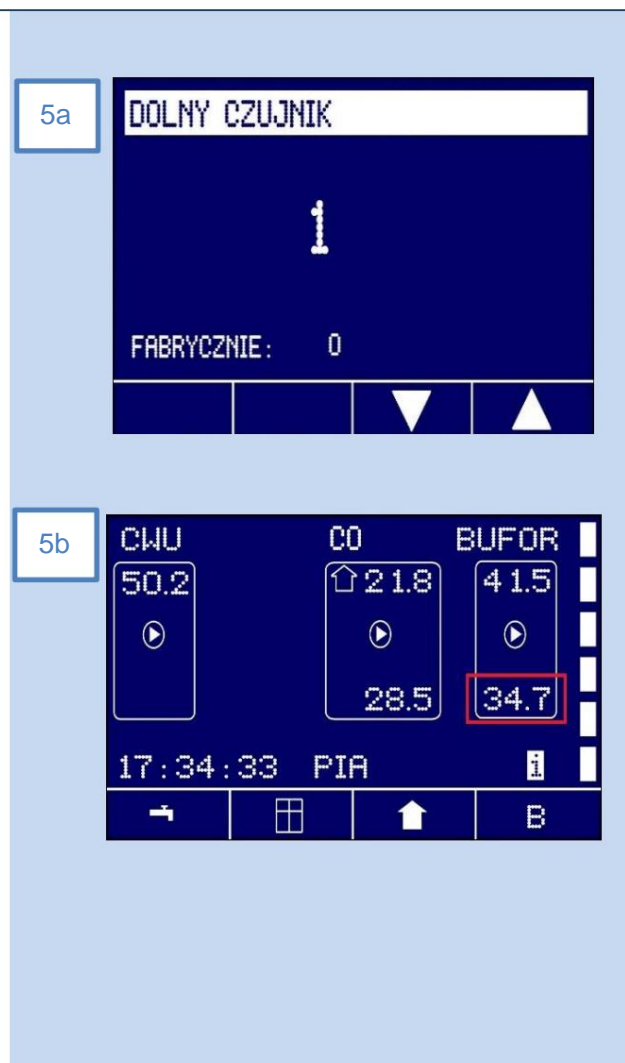 5a
DOLNY CZUJNIK
1
FABRYCZNIE: 0
5b
CWU CO BUFOR
50.2 21.8 41.5
28.5 34.7
17:34:33 PIA i
B